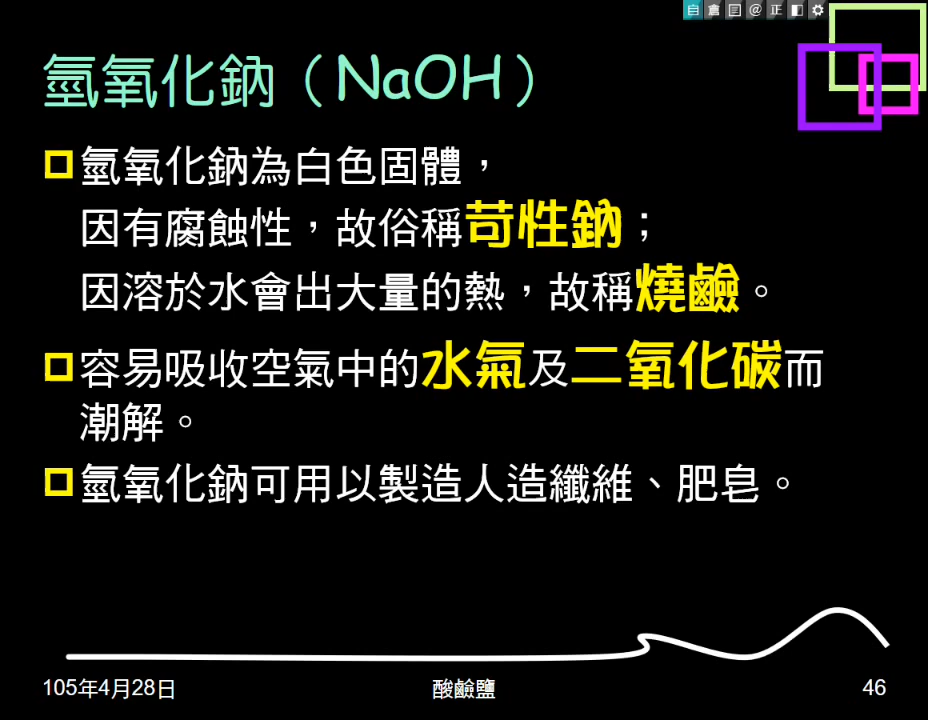 自 倉 @ 正
氫氧化鈉（NaOH）
氫氧化鈉為白色固體，
因有腐蝕性，故俗稱苛性鈉；
因溶於水會出大量的熱，故稱燒鹼。
容易吸收空氣中的水氣及二氧化碳而
潮解。
氫氧化鈉可用以製造人造纖維、肥皂。
105年4月28日
酸鹼鹽
46